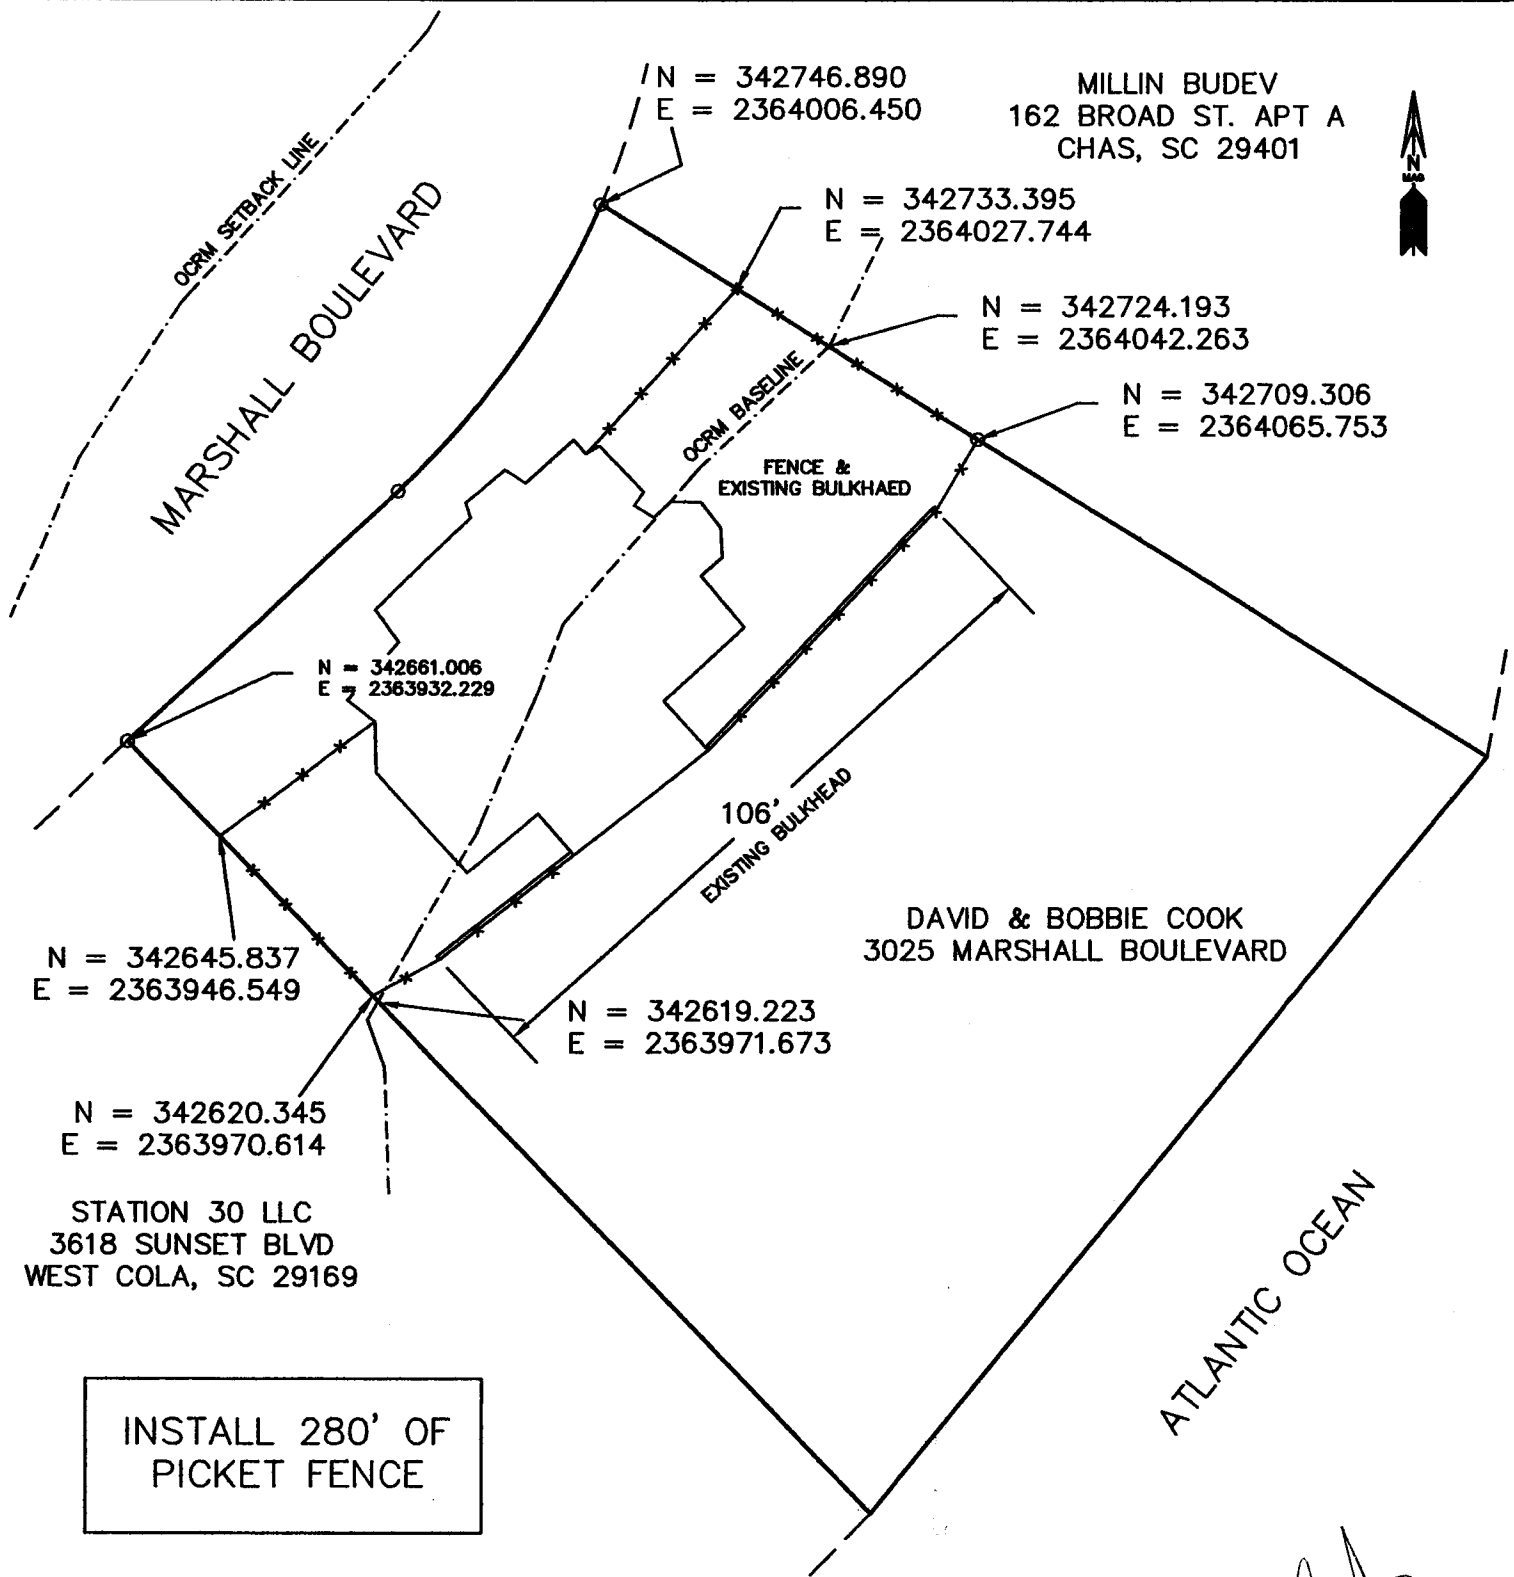 N = 342746.890
E = 2364006.450
MILLIN BUDEV
162 BROAD ST. APT A
CHAS, SC 29401
N
MAG
OCRM SETBACK LINE
MARSHALL BOULEVARD
N = 342733.395
E = 2364027.744
N = 342724.193
E = 2364042.263
N = 342709.306
E = 2364065.753
OCRM BASELINE
FENCE &
EXISTING BULKHAED
N = 342661.006
E = 2363932.229
106'
EXISTING BULKHEAD
DAVID & BOBBIE COOK
3025 MARSHALL BOULEVARD
N = 342645.837
E = 2363946.549
N = 342619.223
E = 2363971.673
N = 342620.345
E = 2363970.614
STATION 30 LLC
3618 SUNSET BLVD
WEST COLA, SC 29169
ATLANTIC OCEAN
INSTALL 280' OF
PICKET FENCE